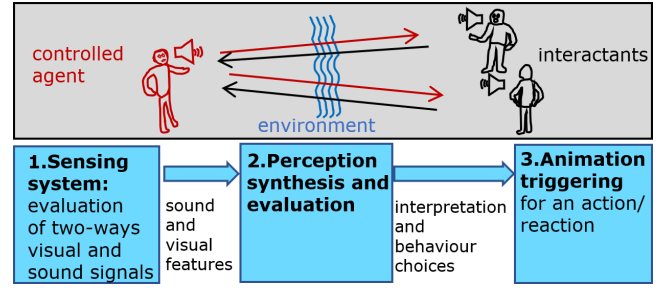 controlled
agent
interactants
environment
1.Sensing
system:
evaluation
of two-ways
visual and
sound signals
sound
and
visual
features
2.Perception
synthesis and
evaluation
interpretation
and
behaviour
choices
3.Animation
triggering
for an action/
reaction